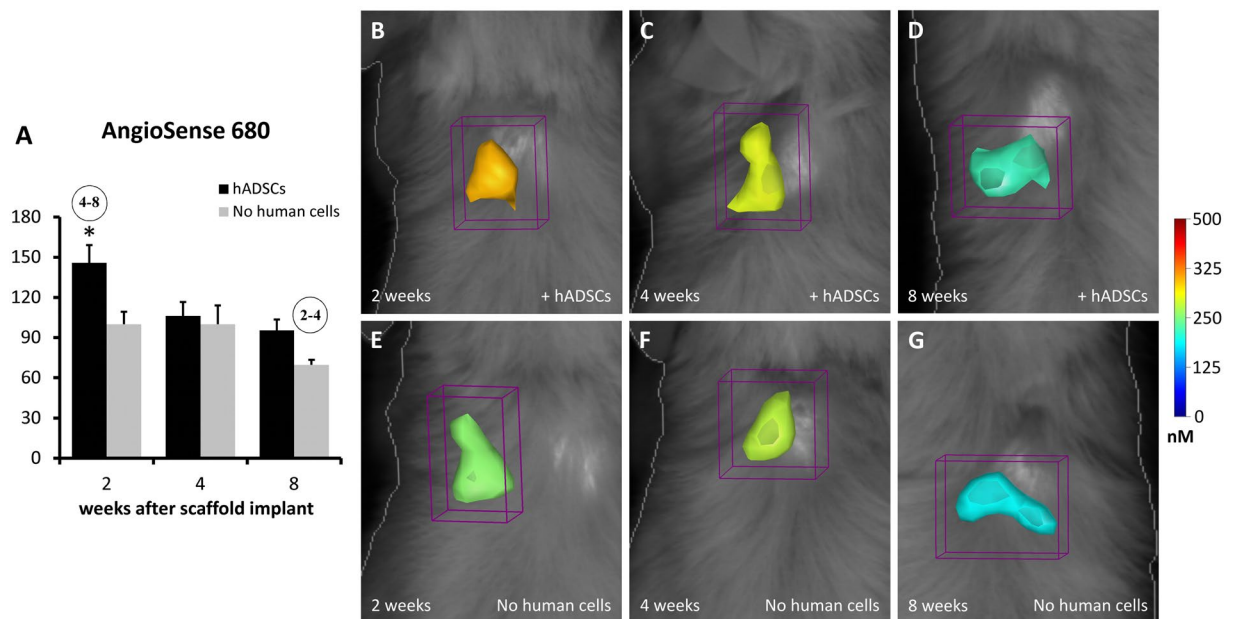 A
AngioSense 680
hADSCs
No human cells
180
150
120
90
60
30
0
4-8
*
2-4
2
4
8
weeks after scaffold implant
B
2 weeks
+ hADSCs
C
4 weeks
+ hADSCs
D
8 weeks
+ hADSCs
E
2 weeks
No human cells
F
4 weeks
No human cells
G
8 weeks
No human cells
500
325
250
125
0
nM